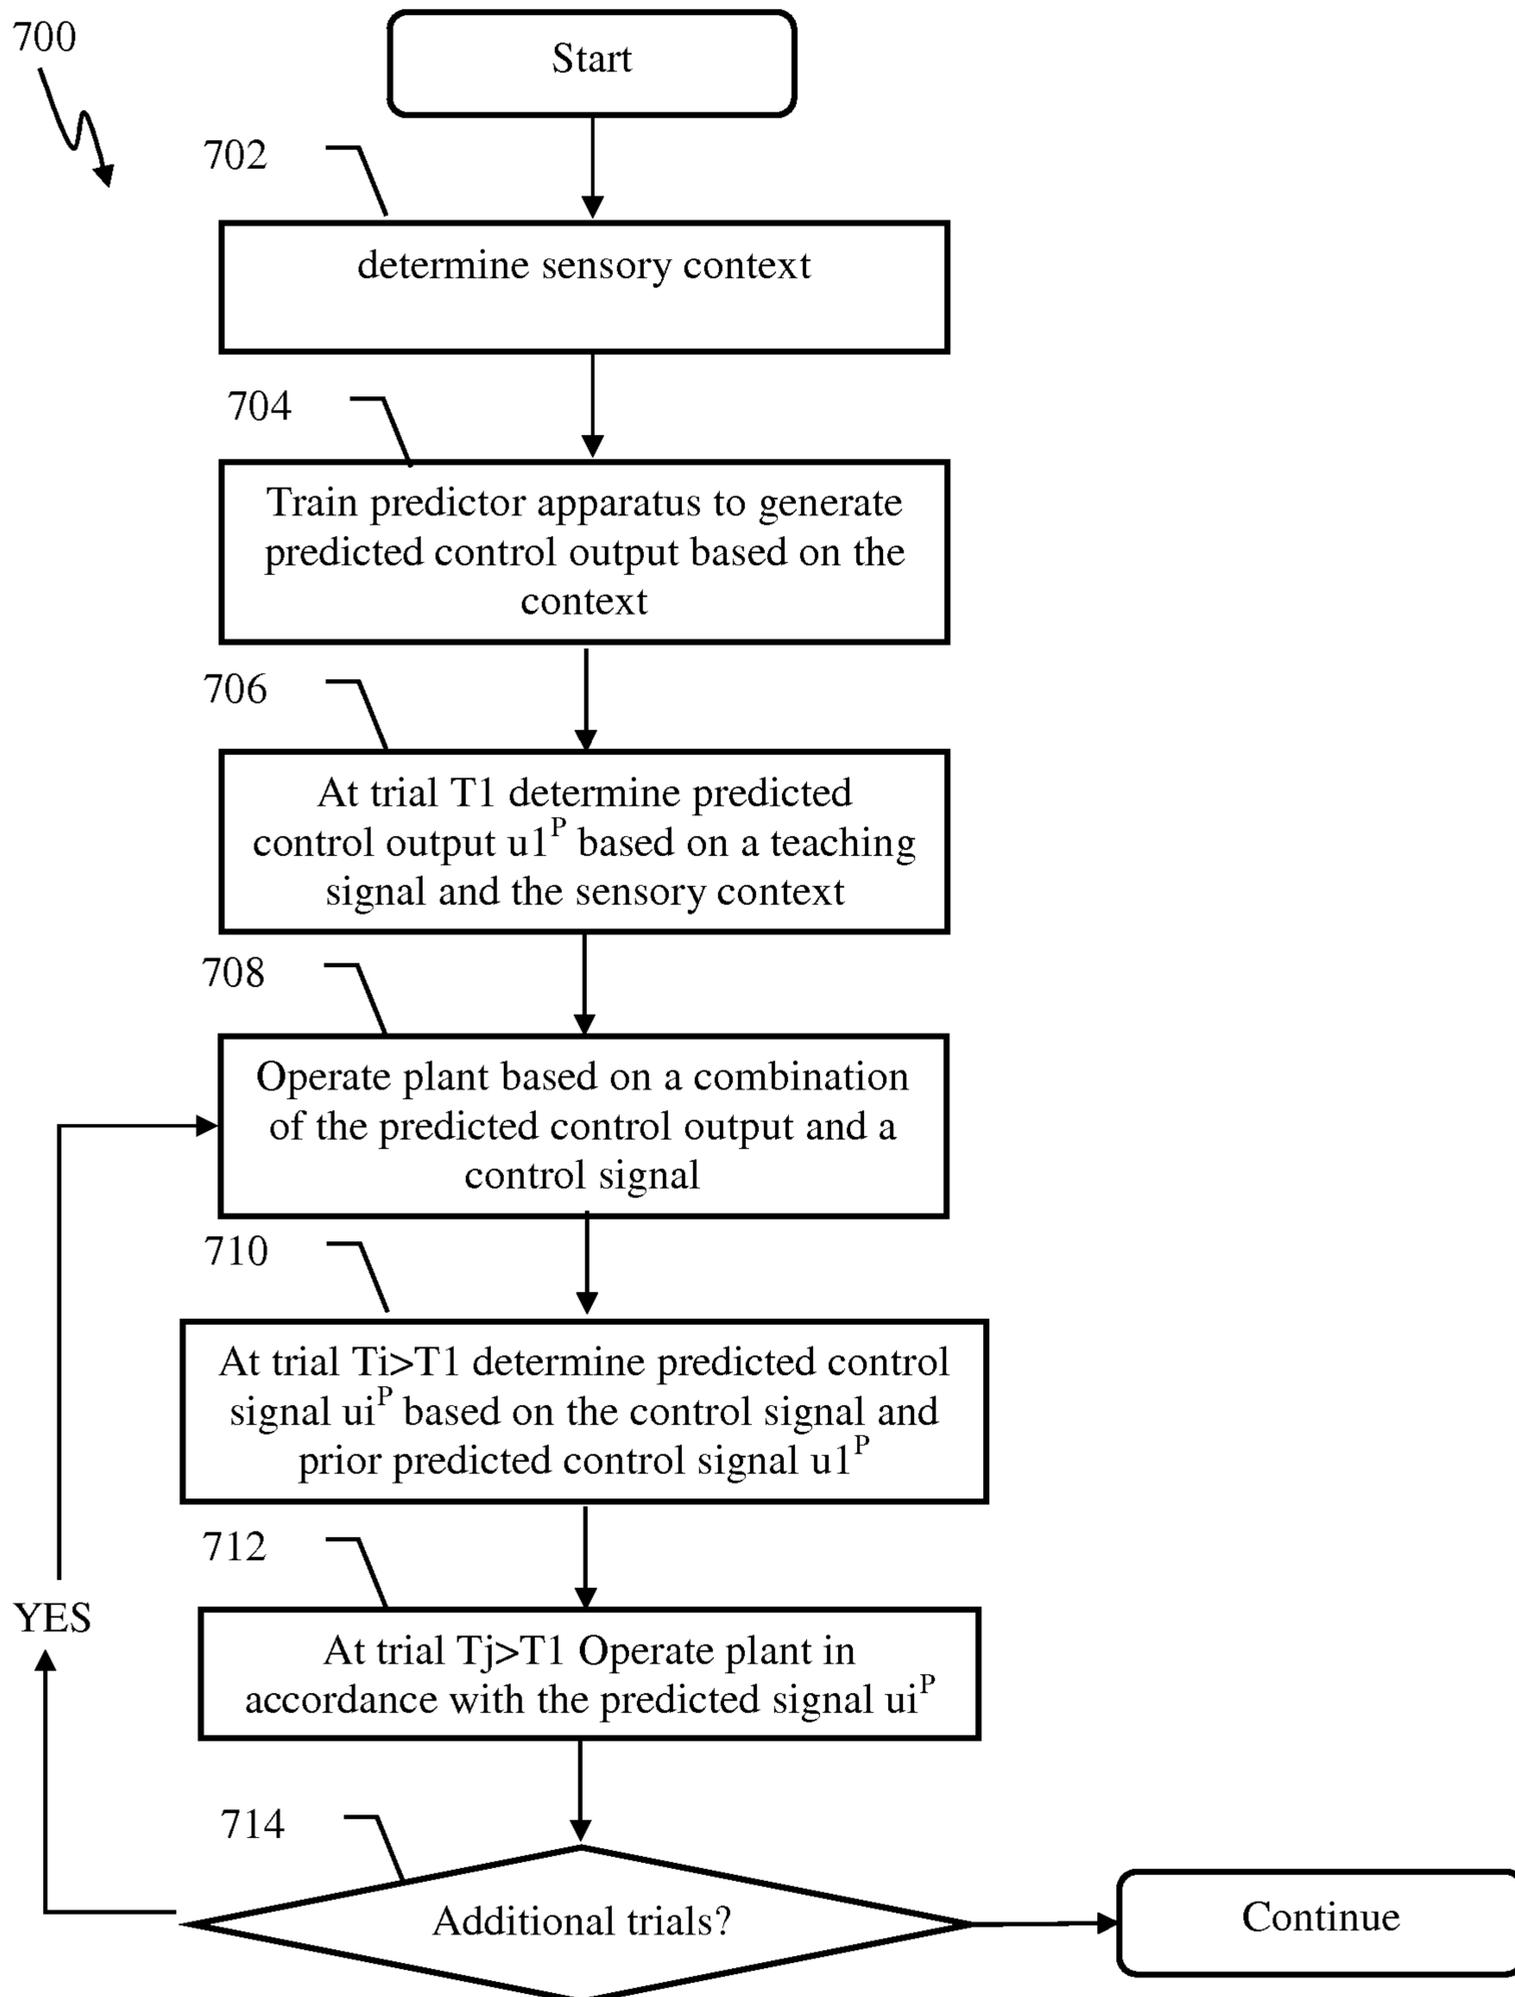 700
Start
702
determine sensory context
704
Train predictor apparatus to generate
predicted control output based on the
context
706
At trial T1 determine predicted
control output u1ᴾ based on a teaching
signal and the sensory context
708
Operate plant based on a combination
of the predicted control output and a
control signal
710
At trial Ti>T1 determine predicted control
signal uiᴾ based on the control signal and
prior predicted control signal u1ᴾ
712
YES
At trial Tj>T1 Operate plant in
accordance with the predicted signal uiᴾ
714
Additional trials?
Continue